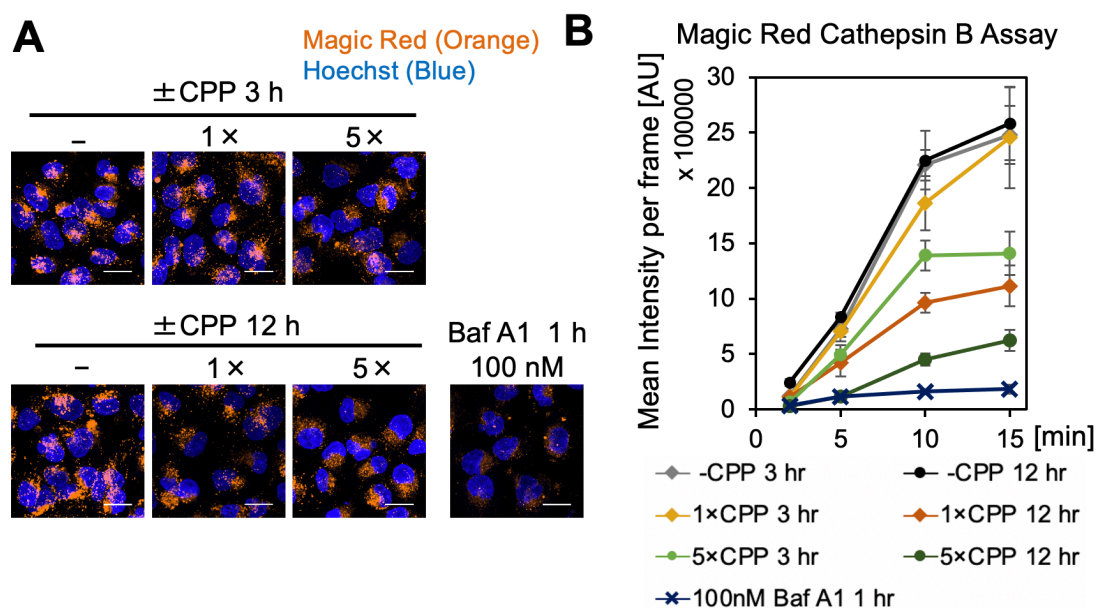 A
Magic Red (Orange)
Hoechst (Blue)
±CPP 3 h
– 1× 5×
±CPP 12 h
– 1× 5×
Baf A1 1 h
100 nM
B
Magic Red Cathepsin B Assay
Mean Intensity per frame [AU]
x 100000
30
25
20
15
10
5
0
0 5 10 15 [min]
-CPP 3 hr
-CPP 12 hr
1×CPP 3 hr
1×CPP 12 hr
5×CPP 3 hr
5×CPP 12 hr
100nM Baf A1 1 hr